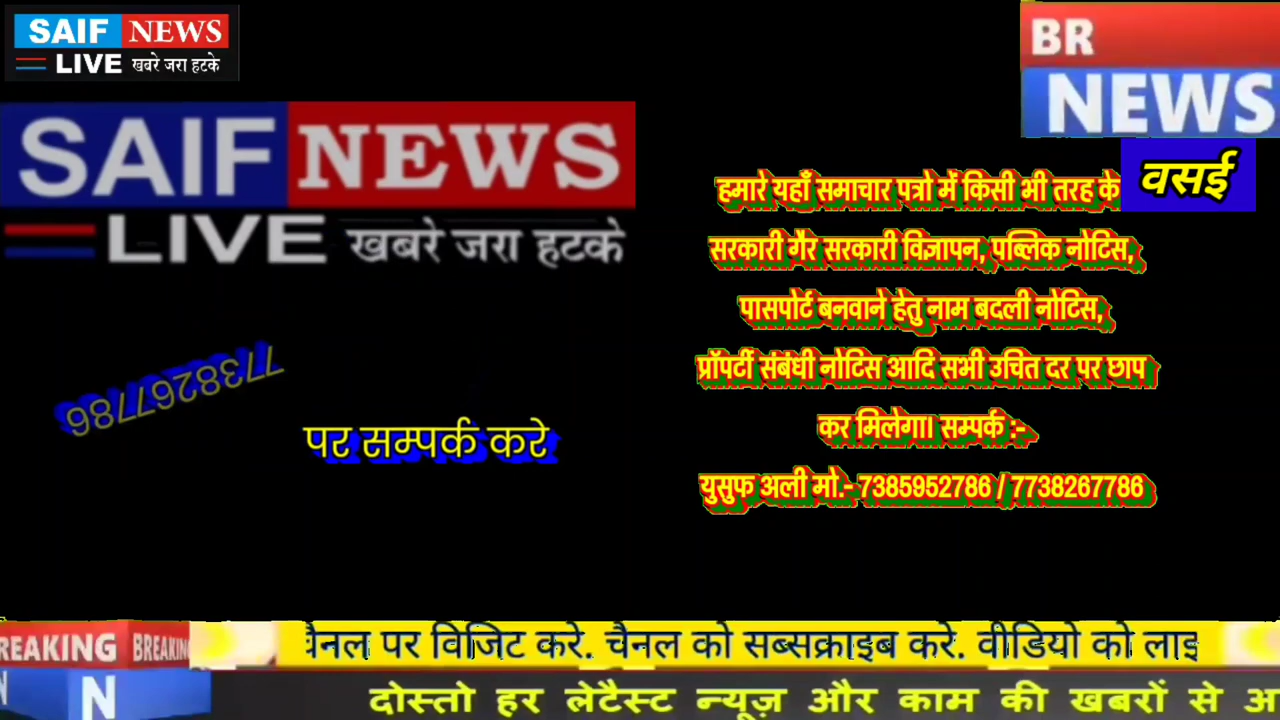 SAIF NEWS
LIVE खबरे जरा हटके
BR
NEWS
वसई
SAIF NEWS
LIVE खबरे जरा हटके
हमारे यहाँ समाचार पत्रो में किसी भी तरह के
सरकारी गैर सरकारी विज्ञापन, पब्लिक नोटिस,
पासपोर्ट बनवाने हेतु नाम बदली नोटिस,
प्रॉपर्टी संबंधी नोटिस आदि सभी उचित दर पर छाप
कर मिलेगा। सम्पर्क :-
युसुफ अली मो.- 7385952786 / 7738267786
7738267786
पर सम्पर्क करे
REAKING BREAKING
चैनल पर विजिट करे. चैनल को सब्सक्राइब करे. वीडियो को लाइ
N N
दोस्तो हर लेटैस्ट न्यूज़ और काम की खबरों से अ